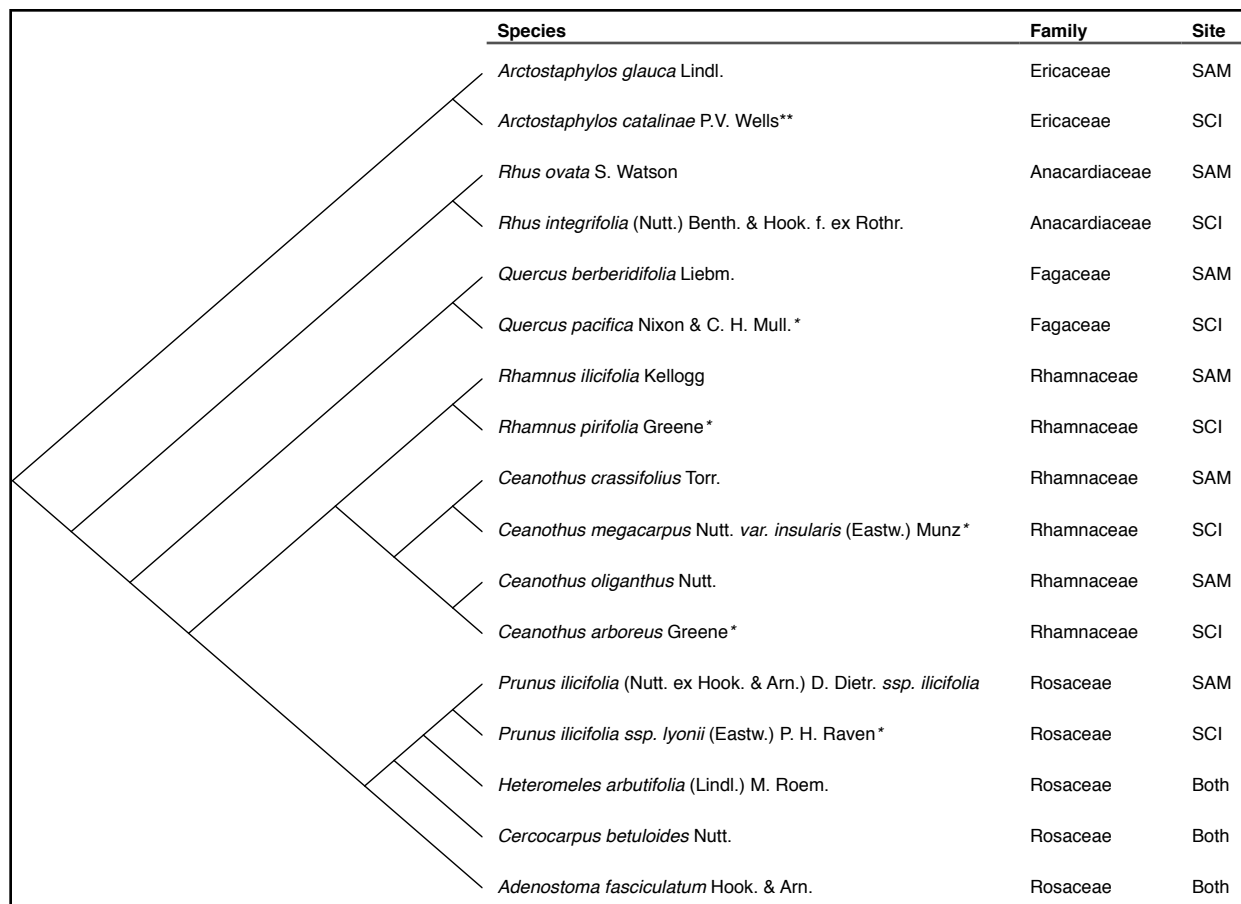 Species Family Site
Arctostaphylos glauca Lindl. Ericaceae SAM
Arctostaphylos catalinae P.V. Wells** Ericaceae SCI
Rhus ovata S. Watson Anacardiaceae SAM
Rhus integrifolia (Nutt.) Benth. & Hook. f. ex Rothr. Anacardiaceae SCI
Quercus berberidifolia Liebm. Fagaceae SAM
Quercus pacifica Nixon & C. H. Mull.* Fagaceae SCI
Rhamnus ilicifolia Kellogg Rhamnaceae SAM
Rhamnus pirifolia Greene* Rhamnaceae SCI
Ceanothus crassifolius Torr. Rhamnaceae SAM
Ceanothus megacarpus Nutt. var. insularis (Eastw.) Munz* Rhamnaceae SCI
Ceanothus oliganthus Nutt. Rhamnaceae SAM
Ceanothus arboreus Greene* Rhamnaceae SCI
Prunus ilicifolia (Nutt. ex Hook. & Arn.) D. Dietr. ssp. ilicifolia Rosaceae SAM
Prunus ilicifolia ssp. lyonii (Eastw.) P. H. Raven* Rosaceae SCI
Heteromeles arbutifolia (Lindl.) M. Roem. Rosaceae Both
Cercocarpus betuloides Nutt. Rosaceae Both
Adenostoma fasciculatum Hook. & Arn. Rosaceae Both